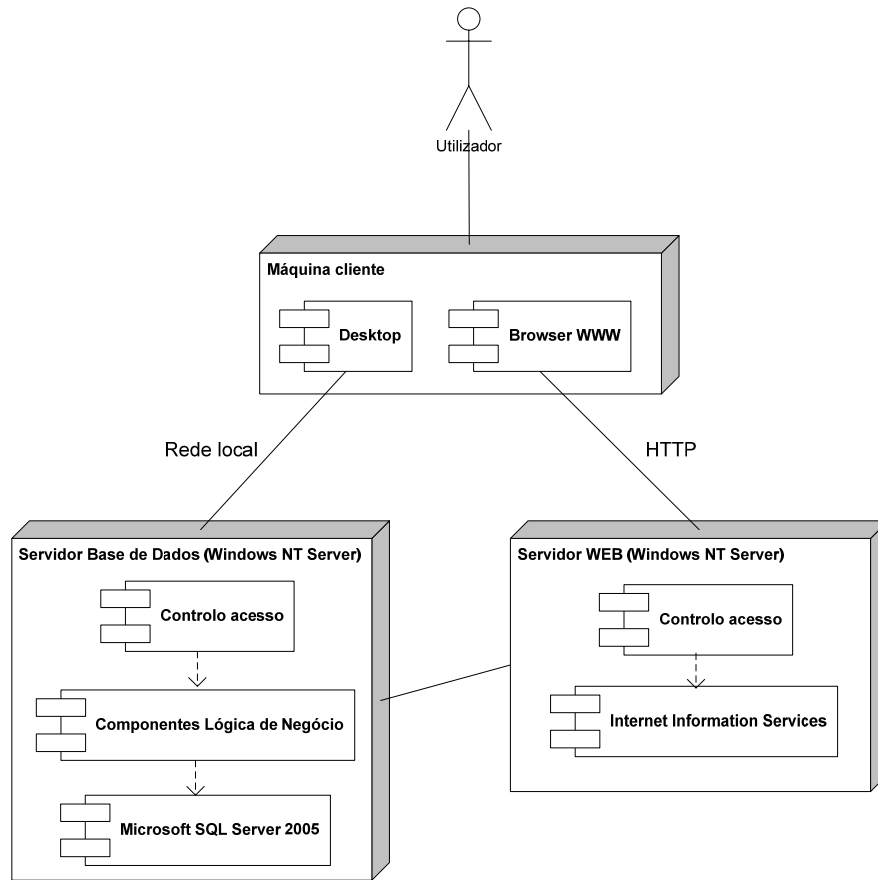 Utilizador
Máquina cliente
Desktop
Browser WWW
Rede local
HTTP
Servidor Base de Dados (Windows NT Server)
Controlo acesso
Componentes Lógica de Negócio
Microsoft SQL Server 2005
Servidor WEB (Windows NT Server)
Controlo acesso
Internet Information Services